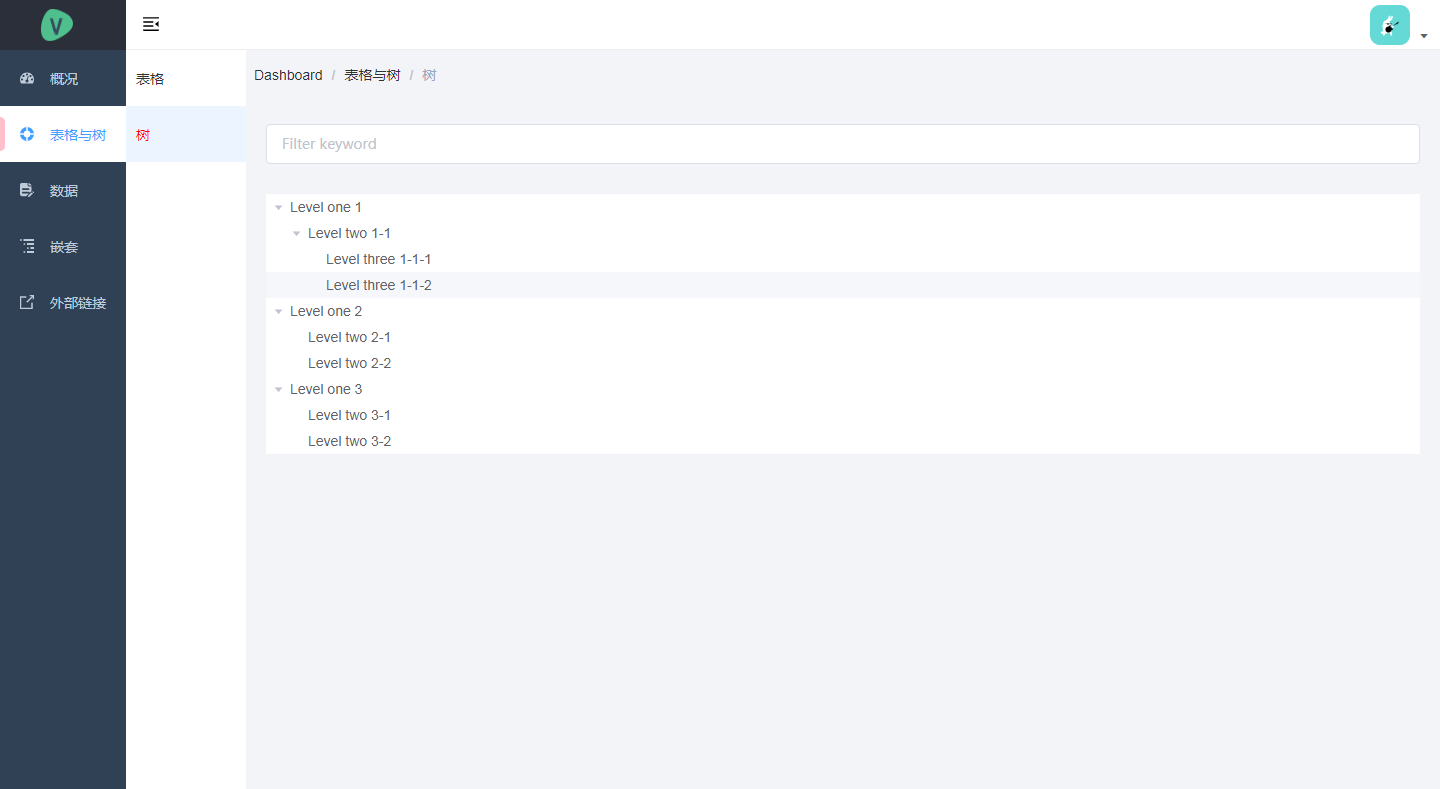 V
概况
表格与树
数据
嵌套
外部链接
表格
树
Dashboard / 表格与树 / 树
Filter keyword
Level one 1
Level two 1-1
Level three 1-1-1
Level three 1-1-2
Level one 2
Level two 2-1
Level two 2-2
Level one 3
Level two 3-1
Level two 3-2